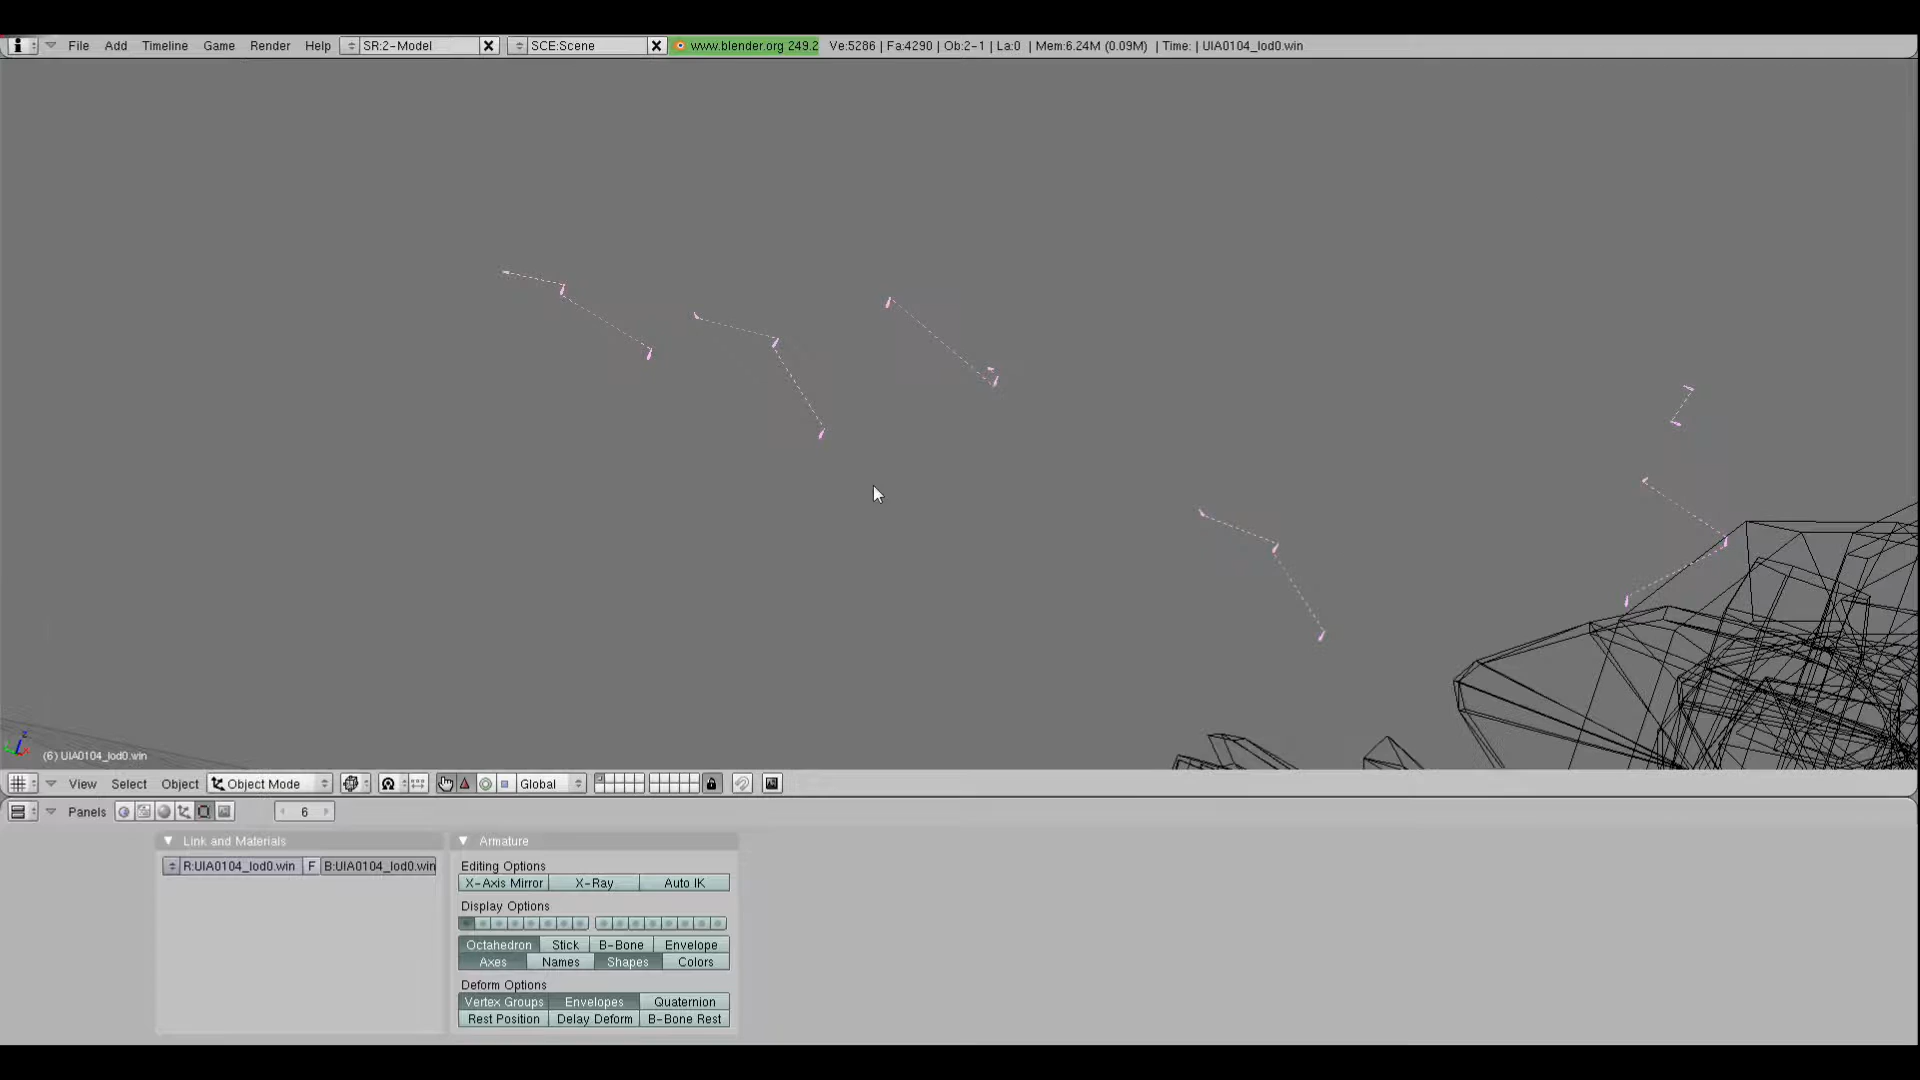 File Add Timeline Game Render Help SR:2-Model SCE:Scene www.blender.org 249.2 Ve:5286 | Fa:4290 | Ob:2-1 | La:0 | Mem:6.24M (0.09M) | Time: | UIA0104_lod0.win
z
(6) UIA0104_lod0.win
View Select Object Object Mode Global
Panels 6
Link and Materials
R:UIA0104_lod0.win F B:UIA0104_lod0.win
Armature
Editing Options
X-Axis Mirror X-Ray Auto IK
Display Options
Octahedron Stick B-Bone Envelope
Axes Names Shapes Colors
Deform Options
Vertex Groups Envelopes Quaternion
Rest Position Delay Deform B-Bone Rest